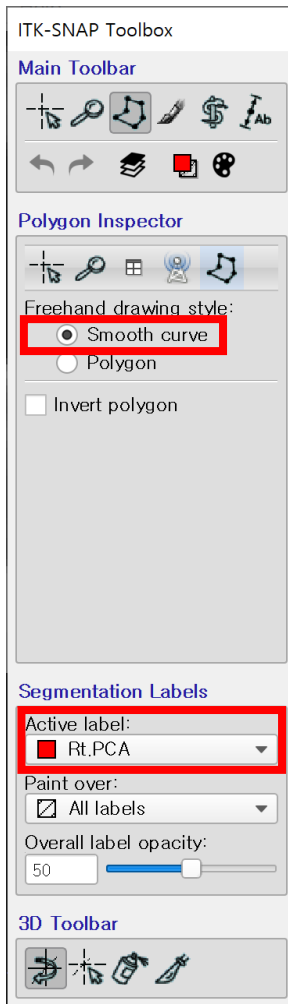 ITK-SNAP Toolbox
Main Toolbar
Ab
Polygon Inspector
Freehand drawing style:
Smooth curve
Polygon
Invert polygon
Segmentation Labels
Active label:
Rt.PCA
Paint over:
All labels
Overall label opacity:
50
3D Toolbar